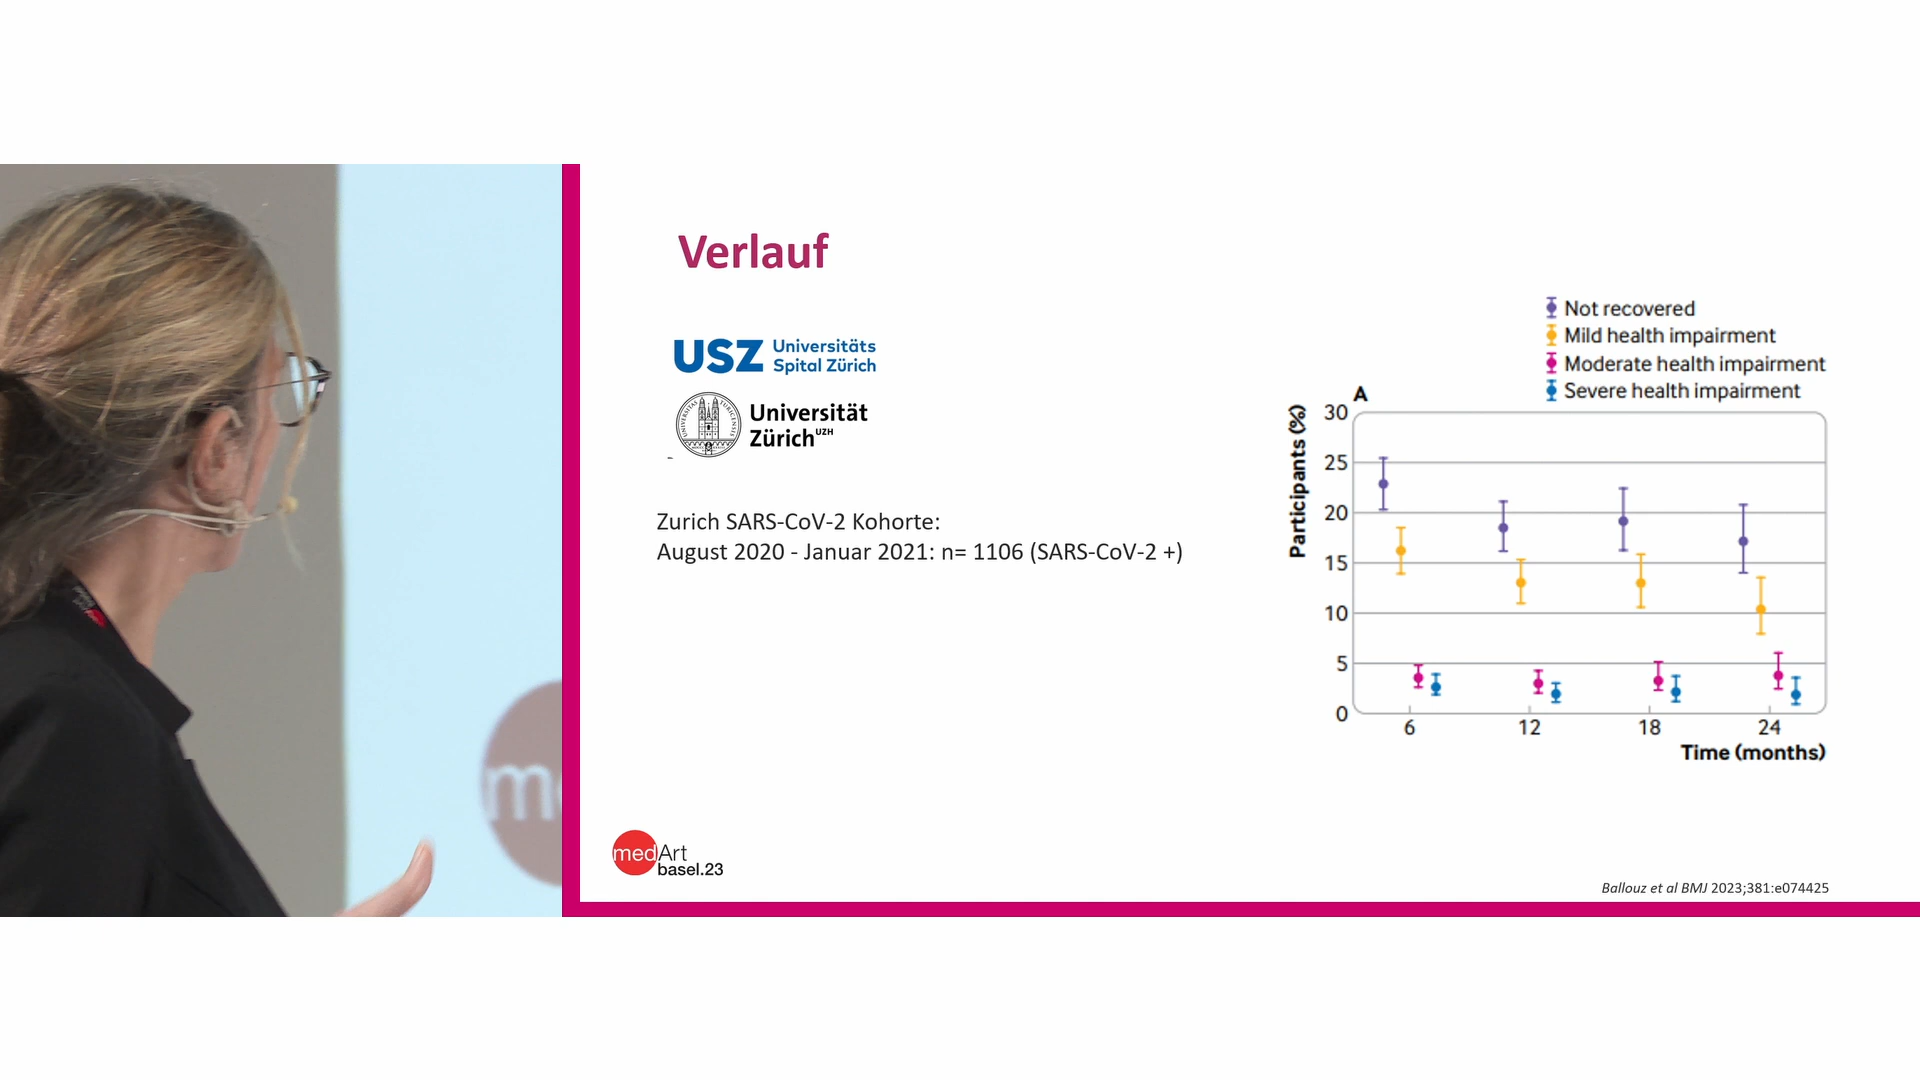 Verlauf
USZ Universitäts
Spital Zürich
Universität
Zürich UZH
Zurich SARS-CoV-2 Kohorte:
August 2020 - Januar 2021: n= 1106 (SARS-CoV-2 +)
Not recovered
Mild health impairment
Moderate health impairment
Severe health impairment
A
Participants (%)
30
25
20
15
10
5
0
6 12 18 24
Time (months)
medArt
basel.23
Ballouz et al BMJ 2023;381:e074425